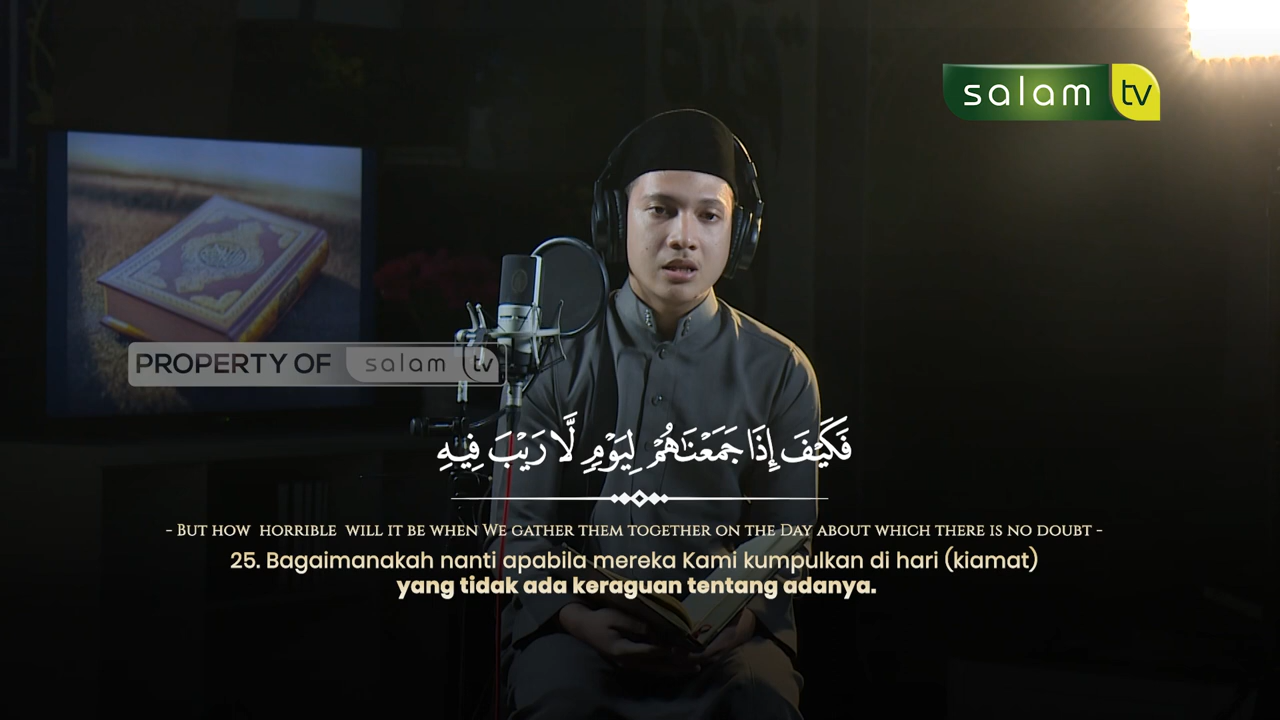 salam tv
PROPERTY OF salam tv
فَكَيْفَ إِذَا جَمَعْنَٰهُمْ لِيَوْمٍ لَّا رَيْبَ فِيهِ
- But how horrible will it be when We gather them together on the Day about which there is no doubt -
25. Bagaimanakah nanti apabila mereka Kami kumpulkan di hari (kiamat)
yang tidak ada keraguan tentang adanya.